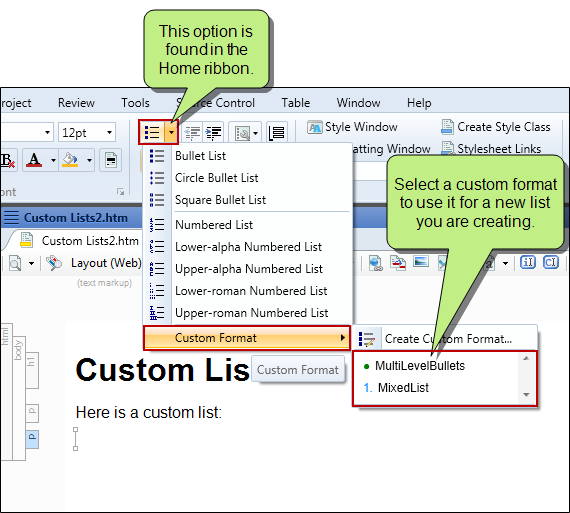 This option is
found in the
Home ribbon.
Review Tools Source Control Table Window Help
12pt
Style Window
Create Style Class
Stylesheet Links
Window
Bullet List
Circle Bullet List
Square Bullet List
Numbered List
Lower-alpha Numbered List
Upper-alpha Numbered List
Lower-roman Numbered List
Upper-roman Numbered List
Custom Format
Select a custom format
to use it for a new list
you are creating.
Custom Lists2.htm
Custom Lists2.htm
Layout (Web)
(text markup)
html
body
h1
p
p
Create Custom Format...
MultiLevelBullets
1. MixedList
Custom Format
Custom Lis
Here is a custom list: